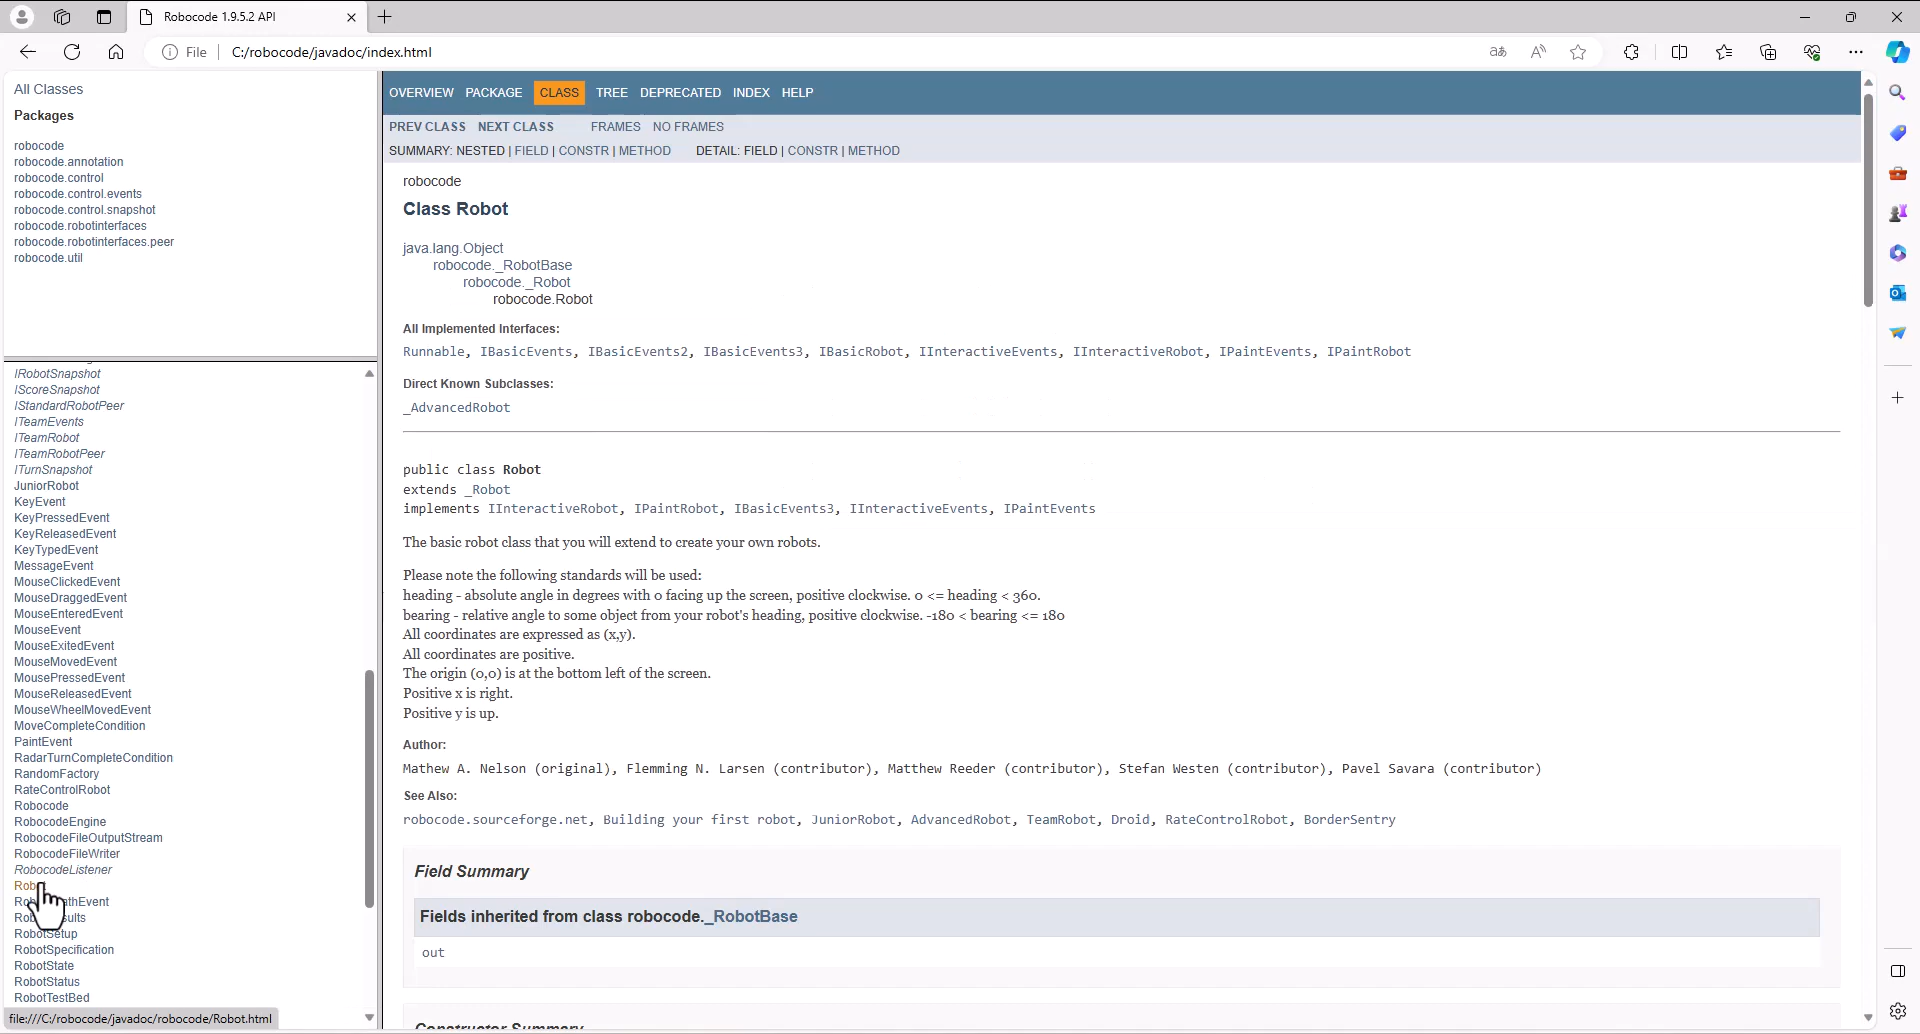 Robocode 1.9.5.2 API
File
C:/robocode/javadoc/index.html
All Classes
Packages
robocode
robocode.annotation
robocode.control
robocode.control.events
robocode.control.snapshot
robocode.robotinterfaces
robocode.robotinterfaces.peer
robocode.util
IRobotSnapshot
IScoreSnapshot
IStandardRobotPeer
ITeamEvents
ITeamRobot
ITeamRobotPeer
ITurnSnapshot
JuniorRobot
KeyEvent
KeyPressedEvent
KeyReleasedEvent
KeyTypedEvent
MessageEvent
MouseClickedEvent
MouseDraggedEvent
MouseEnteredEvent
MouseEvent
MouseExitedEvent
MouseMovedEvent
MousePressedEvent
MouseReleasedEvent
MouseWheelMovedEvent
MoveCompleteCondition
PaintEvent
RadarTurnCompleteCondition
RandomFactory
RateControlRobot
Robocode
RobocodeEngine
RobocodeFileOutputStream
RobocodeFileWriter
RobocodeListener
RobotSetup
RobotSpecification
RobotState
RobotStatus
RobotTestBed
file:///C:/robocode/javadoc/robocode/Robot.html
OVERVIEW PACKAGE CLASS TREE DEPRECATED INDEX HELP
PREV CLASS NEXT CLASS FRAMES NO FRAMES
SUMMARY: NESTED | FIELD | CONSTR | METHOD DETAIL: FIELD | CONSTR | METHOD
robocode
Class Robot
java.lang.Object
robocode._RobotBase
robocode._Robot
robocode.Robot
All Implemented Interfaces:
Runnable, IBasicEvents, IBasicEvents2, IBasicEvents3, IBasicRobot, IInteractiveEvents, IInteractiveRobot, IPaintEvents, IPaintRobot
Direct Known Subclasses:
_AdvancedRobot
public class Robot
extends _Robot
implements IInteractiveRobot, IPaintRobot, IBasicEvents3, IInteractiveEvents, IPaintEvents
The basic robot class that you will extend to create your own robots.
Please note the following standards will be used:
heading - absolute angle in degrees with 0 facing up the screen, positive clockwise. 0 <= heading < 360.
bearing - relative angle to some object from your robot's heading, positive clockwise. -180 < bearing <= 180
All coordinates are expressed as (x,y).
All coordinates are positive.
The origin (0,0) is at the bottom left of the screen.
Positive x is right.
Positive y is up.
Author:
Mathew A. Nelson (original), Flemming N. Larsen (contributor), Matthew Reeder (contributor), Stefan Westen (contributor), Pavel Savara (contributor)
See Also:
robocode.sourceforge.net, Building your first robot, JuniorRobot, AdvancedRobot, TeamRobot, Droid, RateControlRobot, BorderSentry
Field Summary
Fields inherited from class robocode._RobotBase
out
Constructor Summary